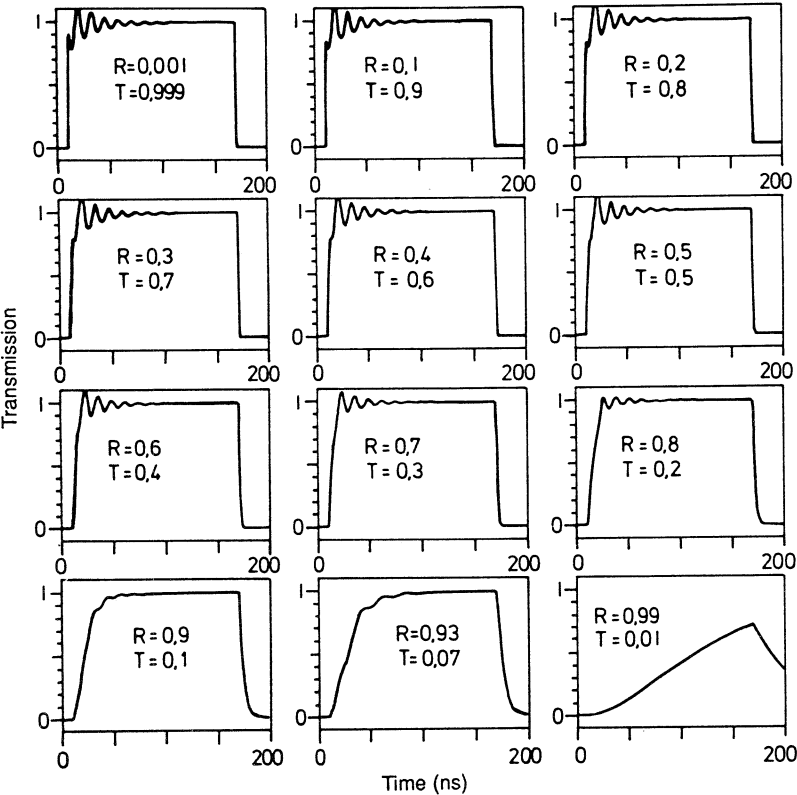 1
R=0,001
T=0,999
0
0
200
R=0,1
T=0,9
0
200
R=0,2
T=0,8
0
0
200
1
R=0,3
T=0,7
0
0
200
1
R=0,4
T=0,6
0
0
200
1
R=0,5
T=0,5
0
0
200
Transmission
1
R=0,6
T=0,4
0
0
200
1
R=0,7
T=0,3
0
0
200
1
R=0,8
T=0,2
0
0
200
1
R=0,9
T=0,1
0
0
200
1
R=0,93
T=0,07
0
0
200
1
R=0,99
T=0,01
0
0
200
Time (ns)